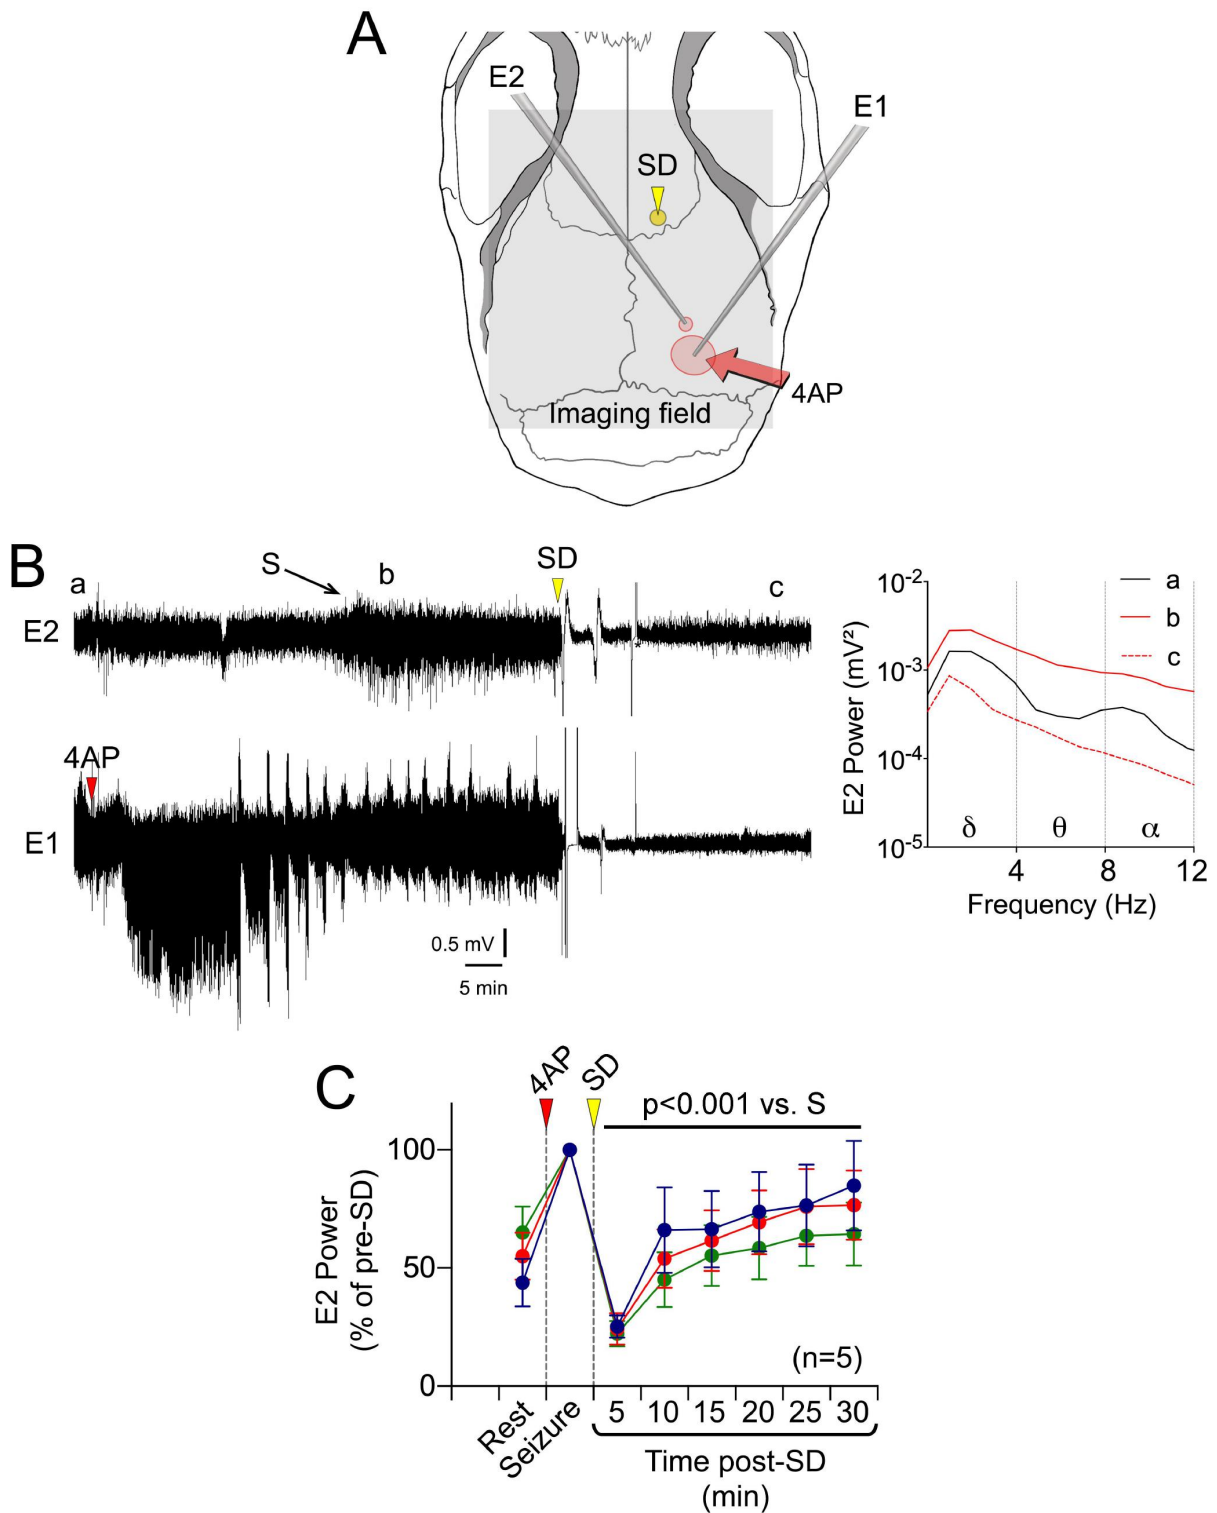 A
E2
E1
SD
4AP
Imaging field
B
a
S
b
SD
c
E2
*
4AP
E1
0.5 mV
5 min
10-2
10-3
10-4
10-5
E2 Power (mV²)
a
b
c
δ θ α
4 8 12
Frequency (Hz)
C
4AP
SD
p<0.001 vs. S
100
50
0
E2 Power
(% of pre-SD)
(n=5)
Rest
Seizure
5 10 15 20 25 30
Time post-SD
(min)